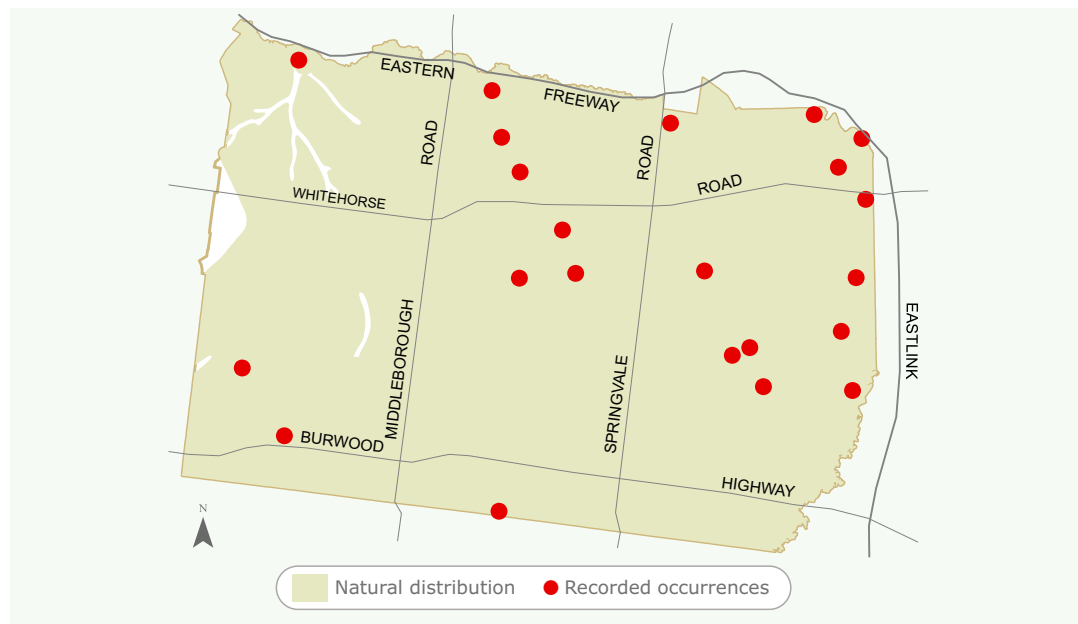 EASTERN
FREEWAY
ROAD
ROAD
WHITEHORSE
ROAD
MIDDLEBOROUGH
EASTLINK
SPRINGVALE
BURWOOD
HIGHWAY
N
Natural distribution
Recorded occurrences